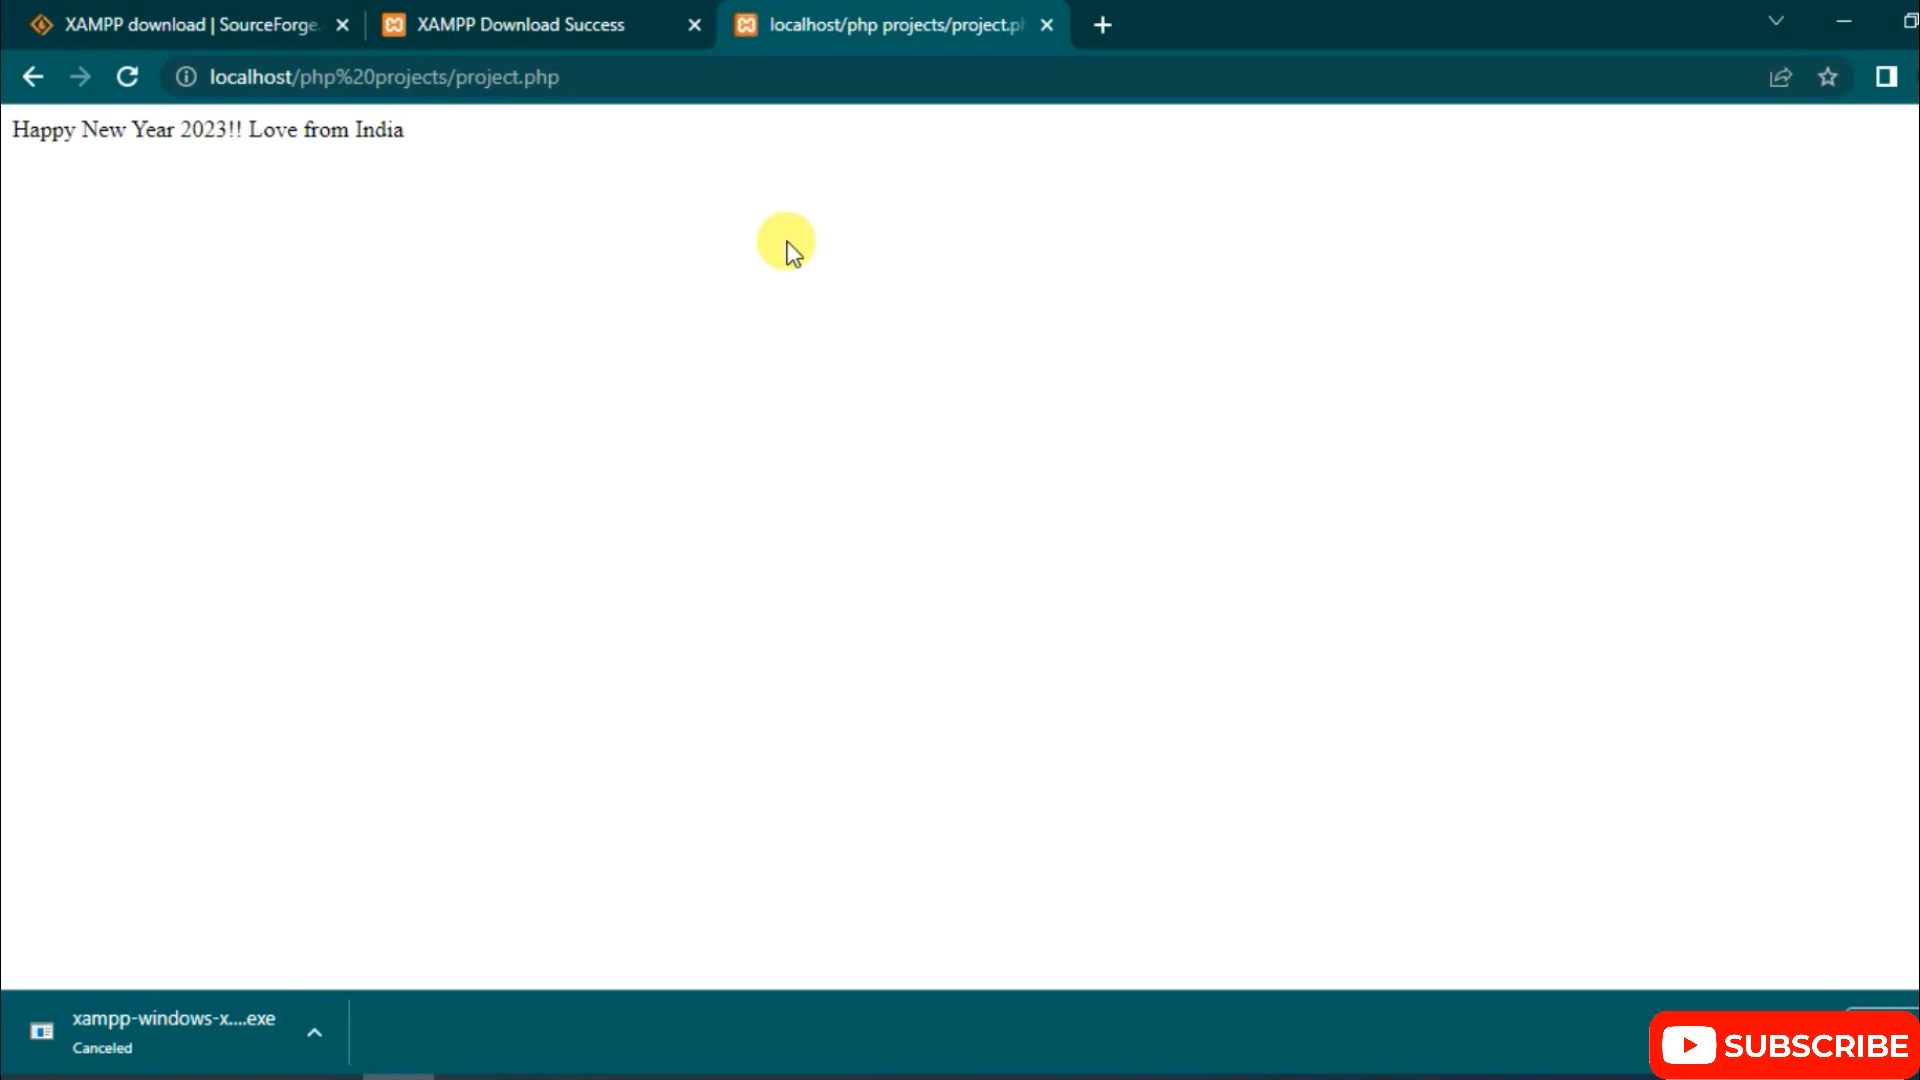 XAMPP download | SourceForge.
XAMPP Download Success
localhost/php projects/project.ph
localhost/php%20projects/project.php
Happy New Year 2023!! Love from India
xampp-windows-x....exe
Canceled
SUBSCRIBE